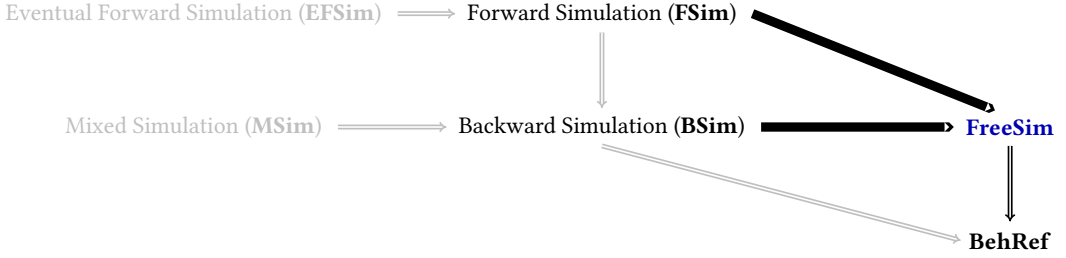 Eventual Forward Simulation (EFSim) Forward Simulation (FSim)
Mixed Simulation (MSim) Backward Simulation (BSim) FreeSim
BehRef